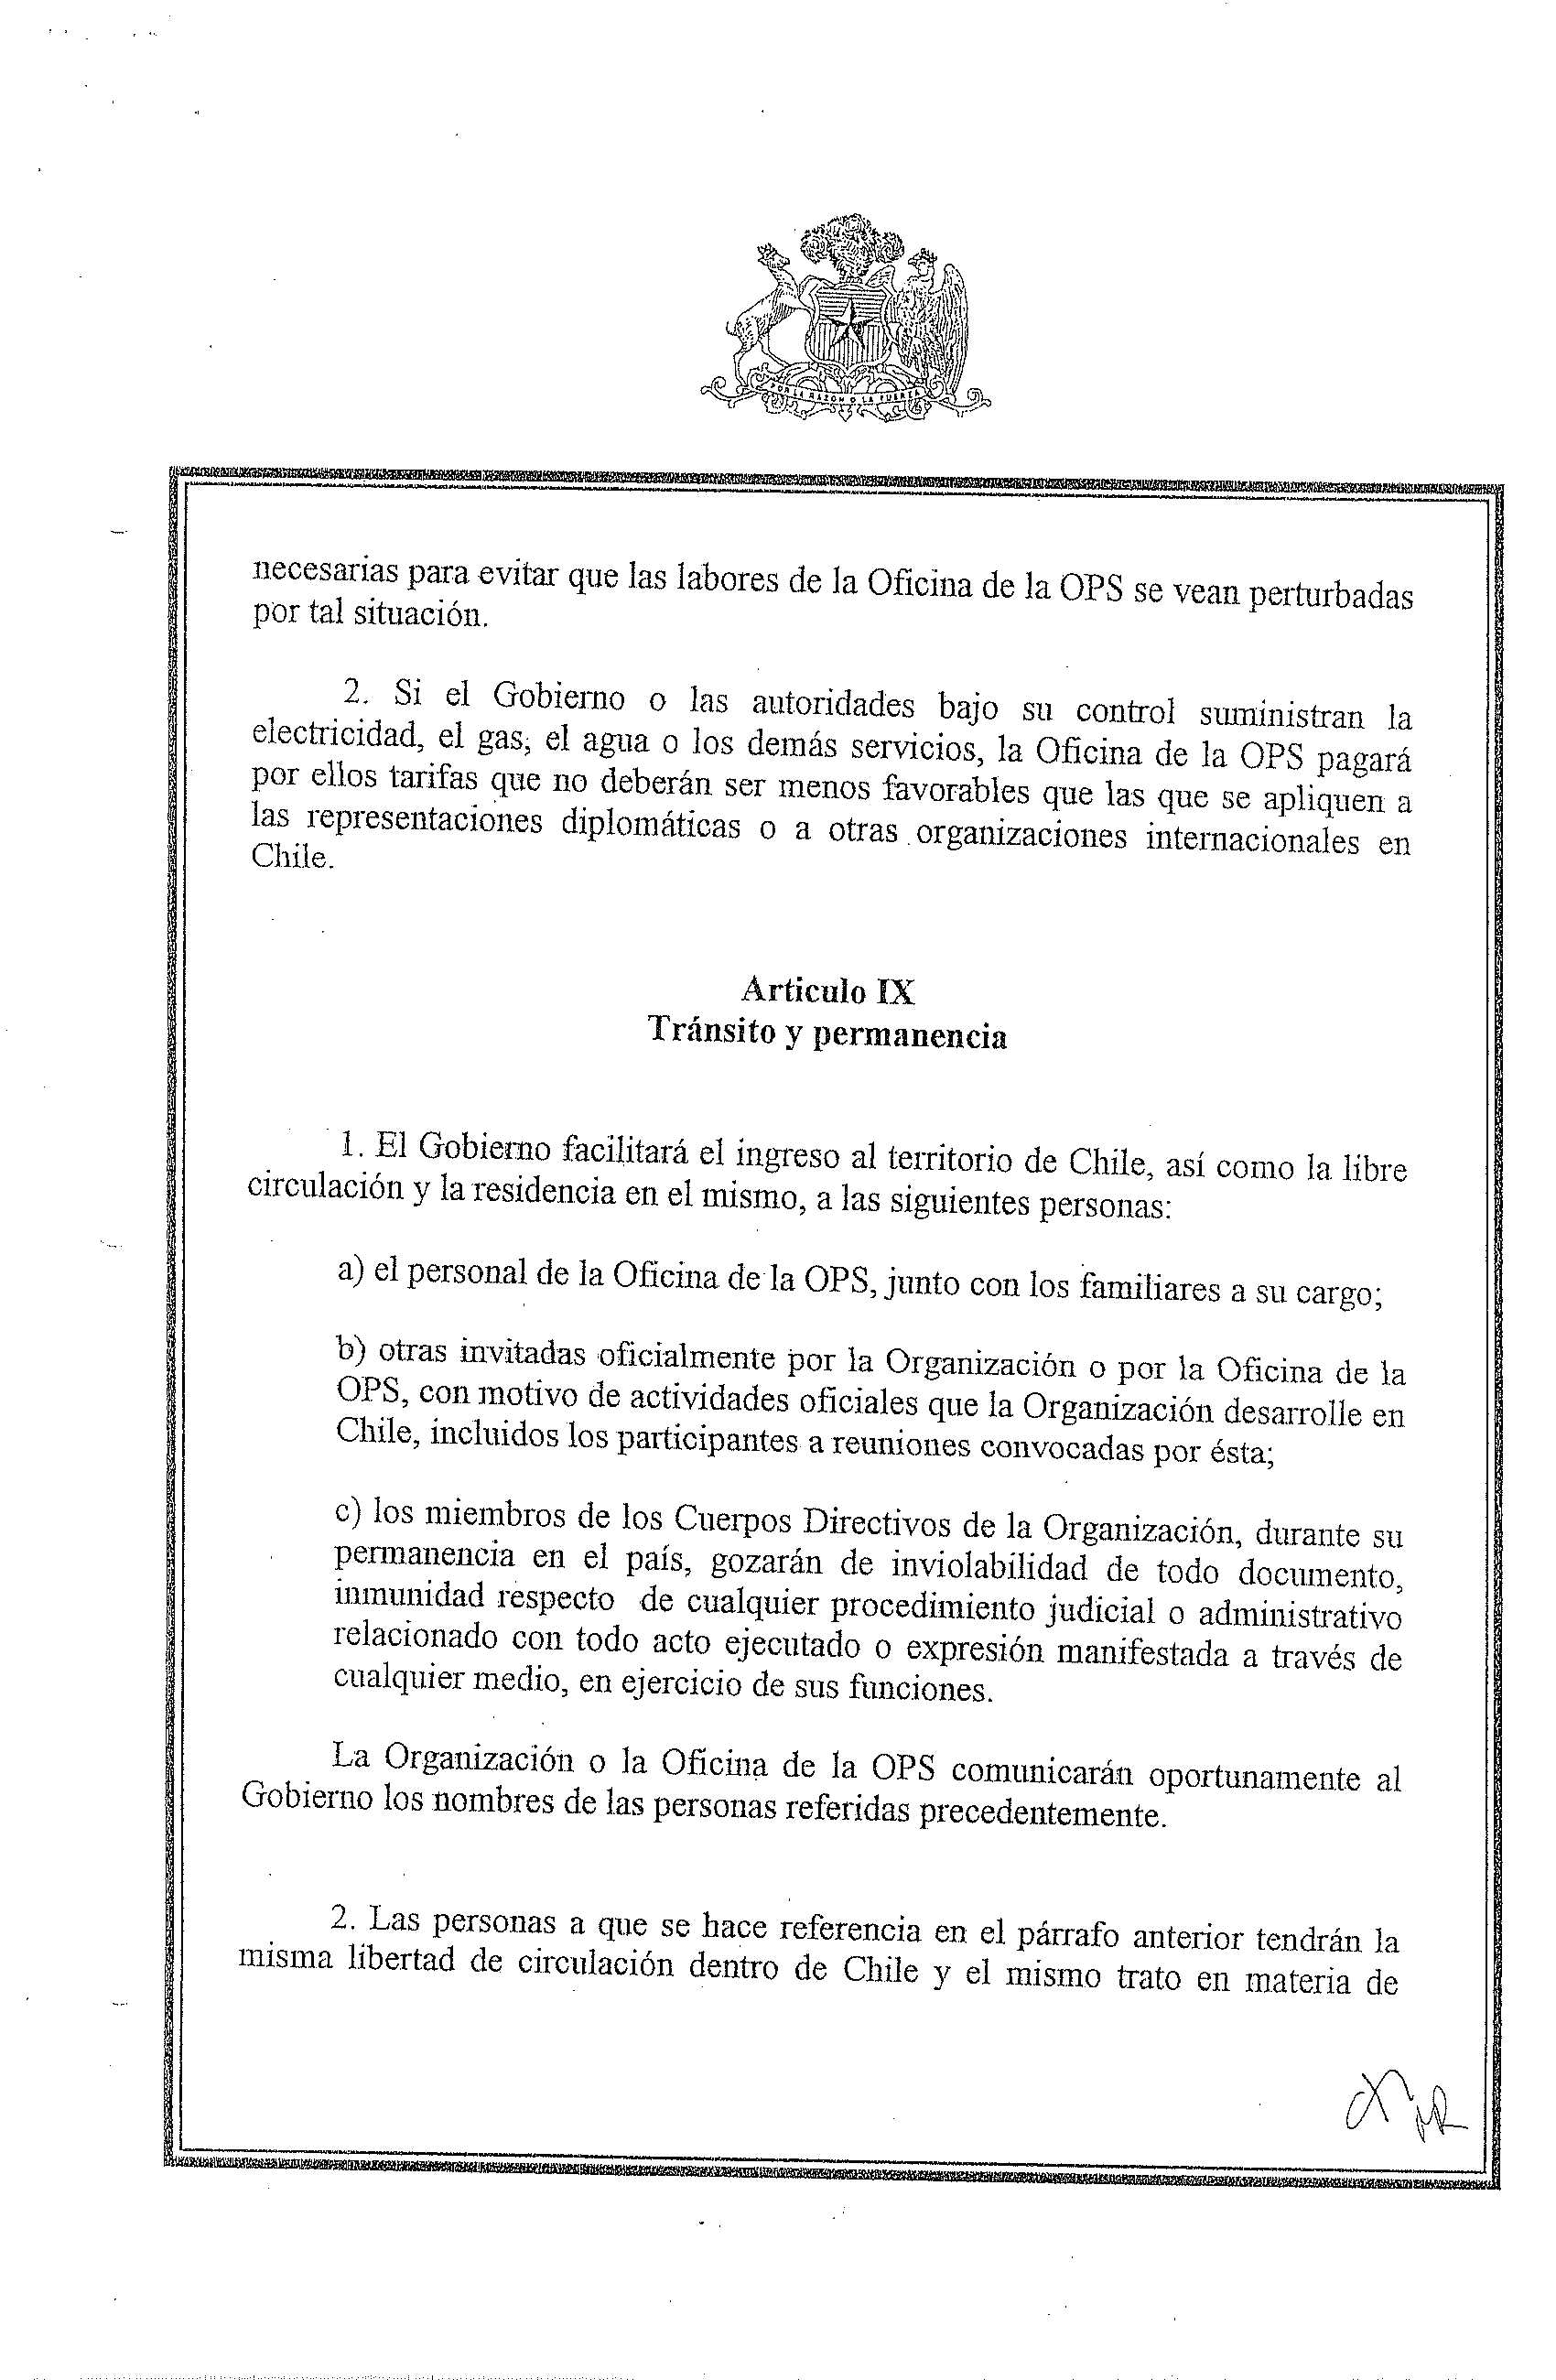 POR LA RAZON O LA FUERZA
necesarias para evitar que las labores de la Oficina de la OPS se vean perturbadas
por tal situación.
2. Si el Gobierno o las autoridades bajo su control suministran la
electricidad, el gas, el agua o los demás servicios, la Oficina de la OPS pagará
por ellos tarifas que no deberán ser menos favorables que las que se apliquen a
las representaciones diplomáticas o a otras organizaciones internacionales en
Chile.
Articulo IX
Tránsito y permanencia
1. El Gobierno facilitará el ingreso al territorio de Chile, así como la libre
circulación y la residencia en el mismo, a las siguientes personas:
a) el personal de la Oficina de la OPS, junto con los familiares a su cargo;
b) otras invitadas oficialmente por la Organización o por la Oficina de la
OPS, con motivo de actividades oficiales que la Organización desarrolle en
Chile, incluidos los participantes a reuniones convocadas por ésta;
c) los miembros de los Cuerpos Directivos de la Organización, durante su
permanencia en el país, gozarán de inviolabilidad de todo documento,
inmunidad respecto de cualquier procedimiento judicial o administrativo
relacionado con todo acto ejecutado o expresión manifestada a través de
cualquier medio, en ejercicio de sus funciones.
La Organización o la Oficina de la OPS comunicarán oportunamente al
Gobierno los nombres de las personas referidas precedentemente.
2. Las personas a que se hace referencia en el párrafo anterior tendrán la
misma libertad de circulación dentro de Chile y el mismo trato en materia de